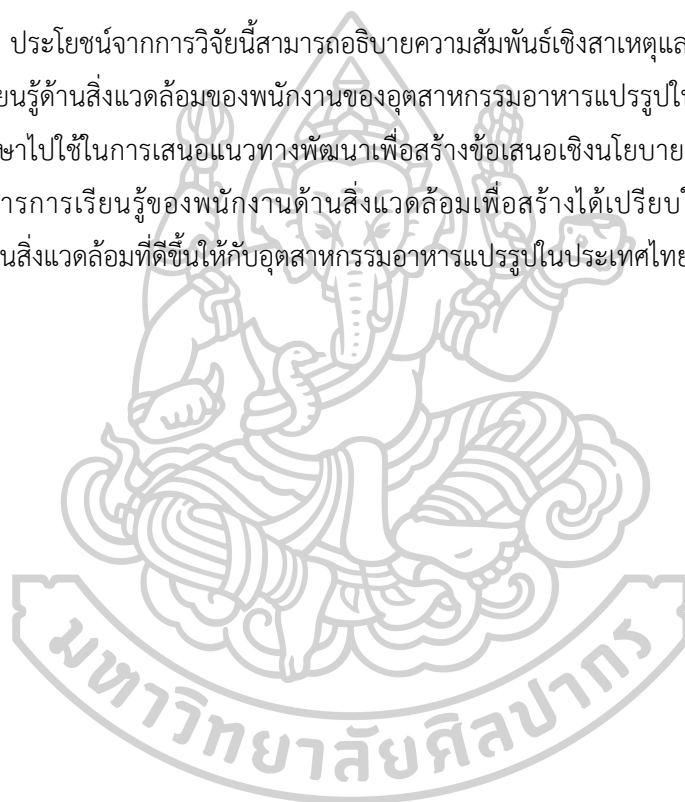 ประโยชน์จากการวิจัยนี้สามารถอธิบายความสัมพันธ์เชิงสาเหตุแล
ยนรู้ด้านสิ่งแวดล้อมของพนักงานของอุตสาหกรรมอาหารแปรรูปใน
ษาไปใช้ในการเสนอแนวทางพัฒนาเพื่อสร้างข้อเสนอเชิงนโยบาย
ารการเรียนรู้ของพนักงานด้านสิ่งแวดล้อมเพื่อสร้างได้เปรียบใ
นสิ่งแวดล้อมที่ดีขึ้นให้กับอุตสาหกรรมอาหารแปรรูปในประเทศไทย
มหาวิทยาลัยศิลปากร